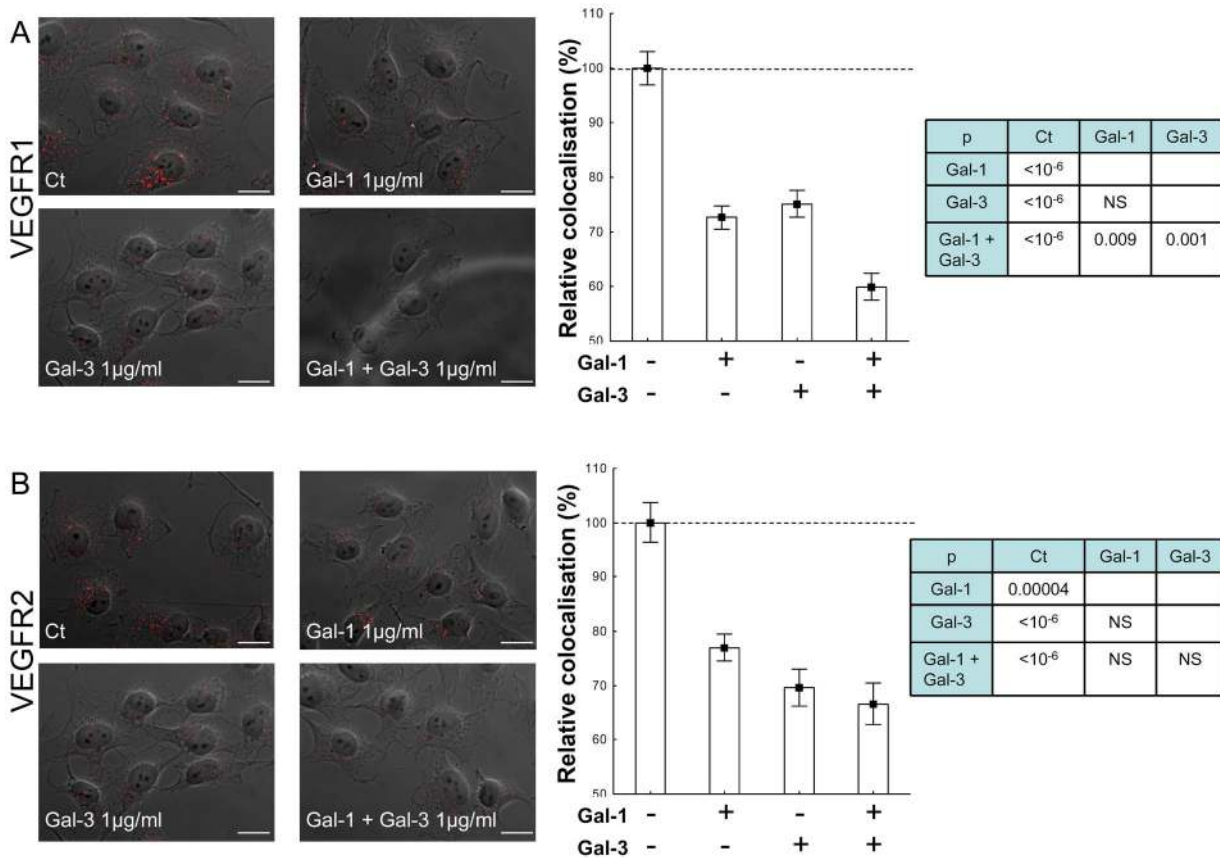 A
VEGFR1
Ct
Gal-1 1µg/ml
Gal-3 1µg/ml
Gal-1 + Gal-3 1µg/ml
Relative colocalisation (%)
110
100
90
80
70
60
50
Gal-1 - + - +
Gal-3 - - + +
p Ct Gal-1 Gal-3
Gal-1 <10-6
Gal-3 <10-6 NS
Gal-1 + <10-6 0.009 0.001
Gal-3
B
VEGFR2
Ct
Gal-1 1µg/ml
Gal-3 1µg/ml
Gal-1 + Gal-3 1µg/ml
Relative colocalisation (%)
110
100
90
80
70
60
50
Gal-1 - + - +
Gal-3 - - + +
p Ct Gal-1 Gal-3
Gal-1 0.00004
Gal-3 <10-6 NS
Gal-1 + <10-6 NS NS
Gal-3